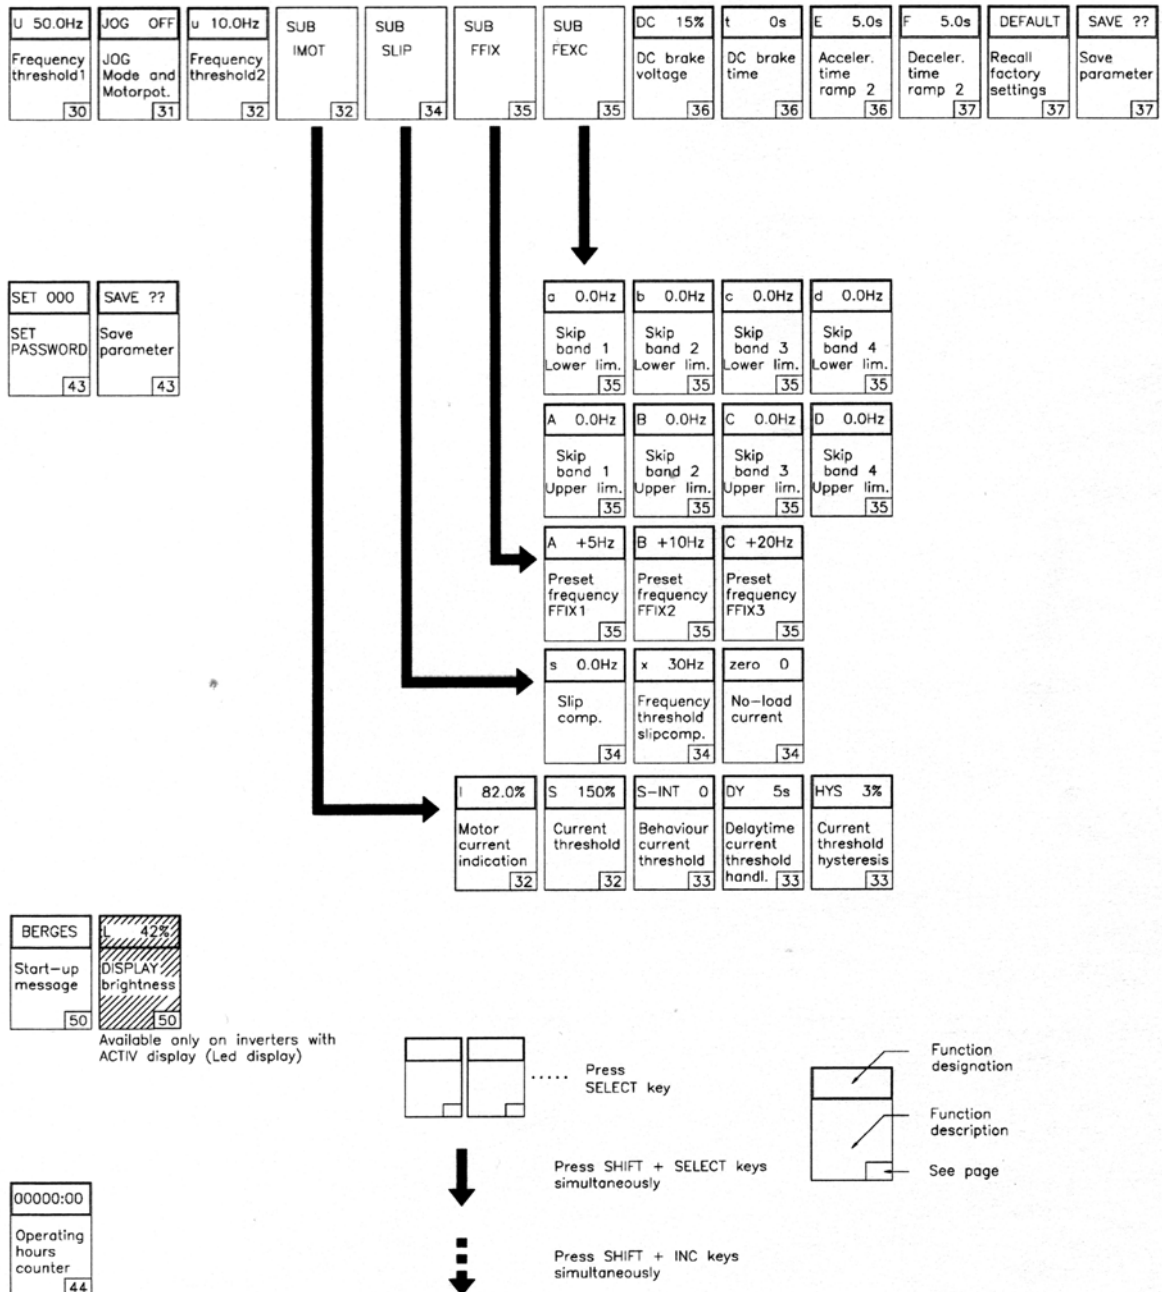 U 50.0Hz
Frequency
threshold1
30
JOG OFF
JOG
Mode and
Motorpot.
31
u 10.0Hz
Frequency
threshold2
32
SUB
IMOT
32
SUB
SLIP
34
SUB
FFIX
35
SUB
FEXC
35
DC 15%
DC brake
voltage
36
t 0s
DC brake
time
36
E 5.0s
Acceler.
time
ramp 2
36
F 5.0s
Deceler.
time
ramp 2
37
DEFAULT
Recall
factory
settings
37
SAVE ??
Save
parameter
37
SET 000
SET
PASSWORD
43
SAVE ??
Save
parameter
43
a 0.0Hz
Skip
band 1
Lower lim.
35
b 0.0Hz
Skip
band 2
Lower lim.
35
c 0.0Hz
Skip
band 3
Lower lim.
35
d 0.0Hz
Skip
band 4
Lower lim.
35
A 0.0Hz
Skip
band 1
Upper lim.
35
B 0.0Hz
Skip
band 2
Upper lim.
35
C 0.0Hz
Skip
band 3
Upper lim.
35
D 0.0Hz
Skip
band 4
Upper lim.
35
A +5Hz
Preset
frequency
FFIX1
35
B +10Hz
Preset
frequency
FFIX2
35
C +20Hz
Preset
frequency
FFIX3
35
s 0.0Hz
Slip
comp.
34
x 30Hz
Frequency
threshold
slipcomp.
34
zero 0
No-load
current
34
I 82.0%
Motor
current
indication
32
S 150%
Current
threshold
32
S-INT 0
Behaviour
current
threshold
33
DY 5s
Delaytime
current
threshold
handl. 33
HYS 3%
Current
threshold
hysteresis
33
BERGES
Start-up
message
50
L 42%
DISPLAY
brightness
50
Available only on inverters with
ACTIV display (Led display)
..... Press
SELECT key
Function
designation
Function
description
See page
Press SHIFT + SELECT keys
simultaneously
00000:00
Operating
hours
counter
44
Press SHIFT + INC keys
simultaneously